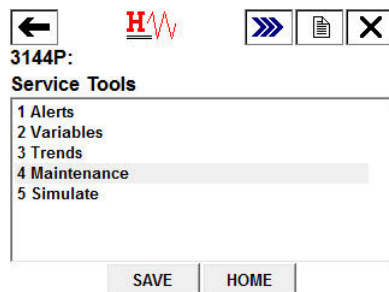 H
3144P:
Service Tools
1 Alerts
2 Variables
3 Trends
4 Maintenance
5 Simulate
SAVE HOME